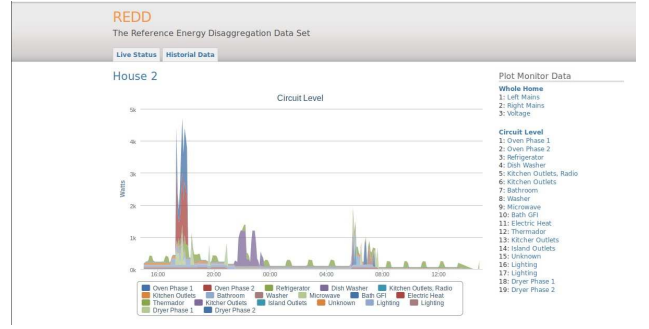 REDD
The Reference Energy Disaggregation Data Set
Live Status Historial Data
House 2
Circuit Level
Watts
5k
4k
3k
2k
1k
0k
16:00 20:00 00:00 04:00 08:00 12:00
Oven Phase 1 Oven Phase 2 Refrigerator Dish Washer Kitchen Outlets, Radio
Kitchen Outlets Bathroom Washer Microwave Bath GFI Electric Heat
Thermador Kitcher Outlets Island Outlets Unknown Lighting Lighting
Dryer Phase 1 Dryer Phase 2
Plot Monitor Data
Whole Home
1: Left Mains
2: Right Mains
3: Voltage
Circuit Level
1: Oven Phase 1
2: Oven Phase 2
3: Refrigerator
4: Dish Washer
5: Kitchen Outlets, Radio
6: Kitchen Outlets
7: Bathroom
8: Washer
9: Microwave
10: Bath GFI
11: Electric Heat
12: Thermador
13: Kitcher Outlets
14: Island Outlets
15: Unknown
16: Lighting
17: Lighting
18: Dryer Phase 1
19: Dryer Phase 2